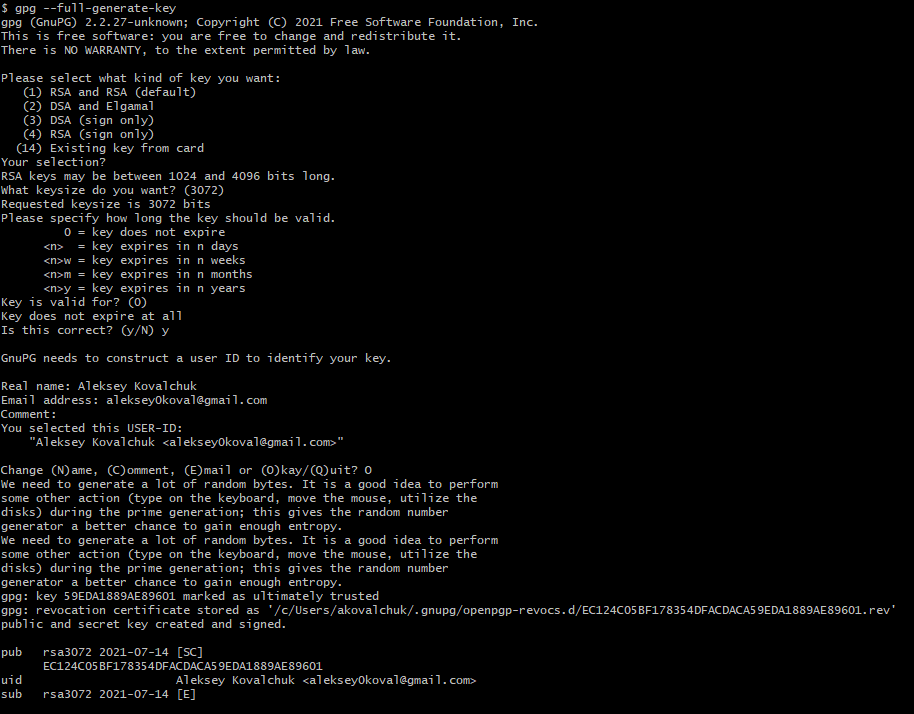 $ gpg --full-generate-key
gpg (GnuPG) 2.2.27-unknown; Copyright (C) 2021 Free Software Foundation, Inc.
This is free software: you are free to change and redistribute it.
There is NO WARRANTY, to the extent permitted by law.

Please select what kind of key you want:
   (1) RSA and RSA (default)
   (2) DSA and Elgamal
   (3) DSA (sign only)
   (4) RSA (sign only)
  (14) Existing key from card
Your selection?
RSA keys may be between 1024 and 4096 bits long.
What keysize do you want? (3072)
Requested keysize is 3072 bits
Please specify how long the key should be valid.
         0 = key does not expire
      <n>  = key expires in n days
      <n>w = key expires in n weeks
      <n>m = key expires in n months
      <n>y = key expires in n years
Key is valid for? (0)
Key does not expire at all
Is this correct? (y/N) y

GnuPG needs to construct a user ID to identify your key.

Real name: Aleksey Kovalchuk
Email address: aleksey0koval@gmail.com
Comment:
You selected this USER-ID:
    "Aleksey Kovalchuk <aleksey0koval@gmail.com>"

Change (N)ame, (C)omment, (E)mail or (O)kay/(Q)uit? O
We need to generate a lot of random bytes. It is a good idea to perform
some other action (type on the keyboard, move the mouse, utilize the
disks) during the prime generation; this gives the random number
generator a better chance to gain enough entropy.
We need to generate a lot of random bytes. It is a good idea to perform
some other action (type on the keyboard, move the mouse, utilize the
disks) during the prime generation; this gives the random number
generator a better chance to gain enough entropy.
gpg: key 59EDA1889AE89601 marked as ultimately trusted
gpg: revocation certificate stored as '/c/Users/akovalchuk/.gnupg/openpgp-revocs.d/EC124C05BF178354DFACDACA59EDA1889AE89601.rev'
public and secret key created and signed.

pub   rsa3072 2021-07-14 [SC]
      EC124C05BF178354DFACDACA59EDA1889AE89601
uid                      Aleksey Kovalchuk <aleksey0koval@gmail.com>
sub   rsa3072 2021-07-14 [E]